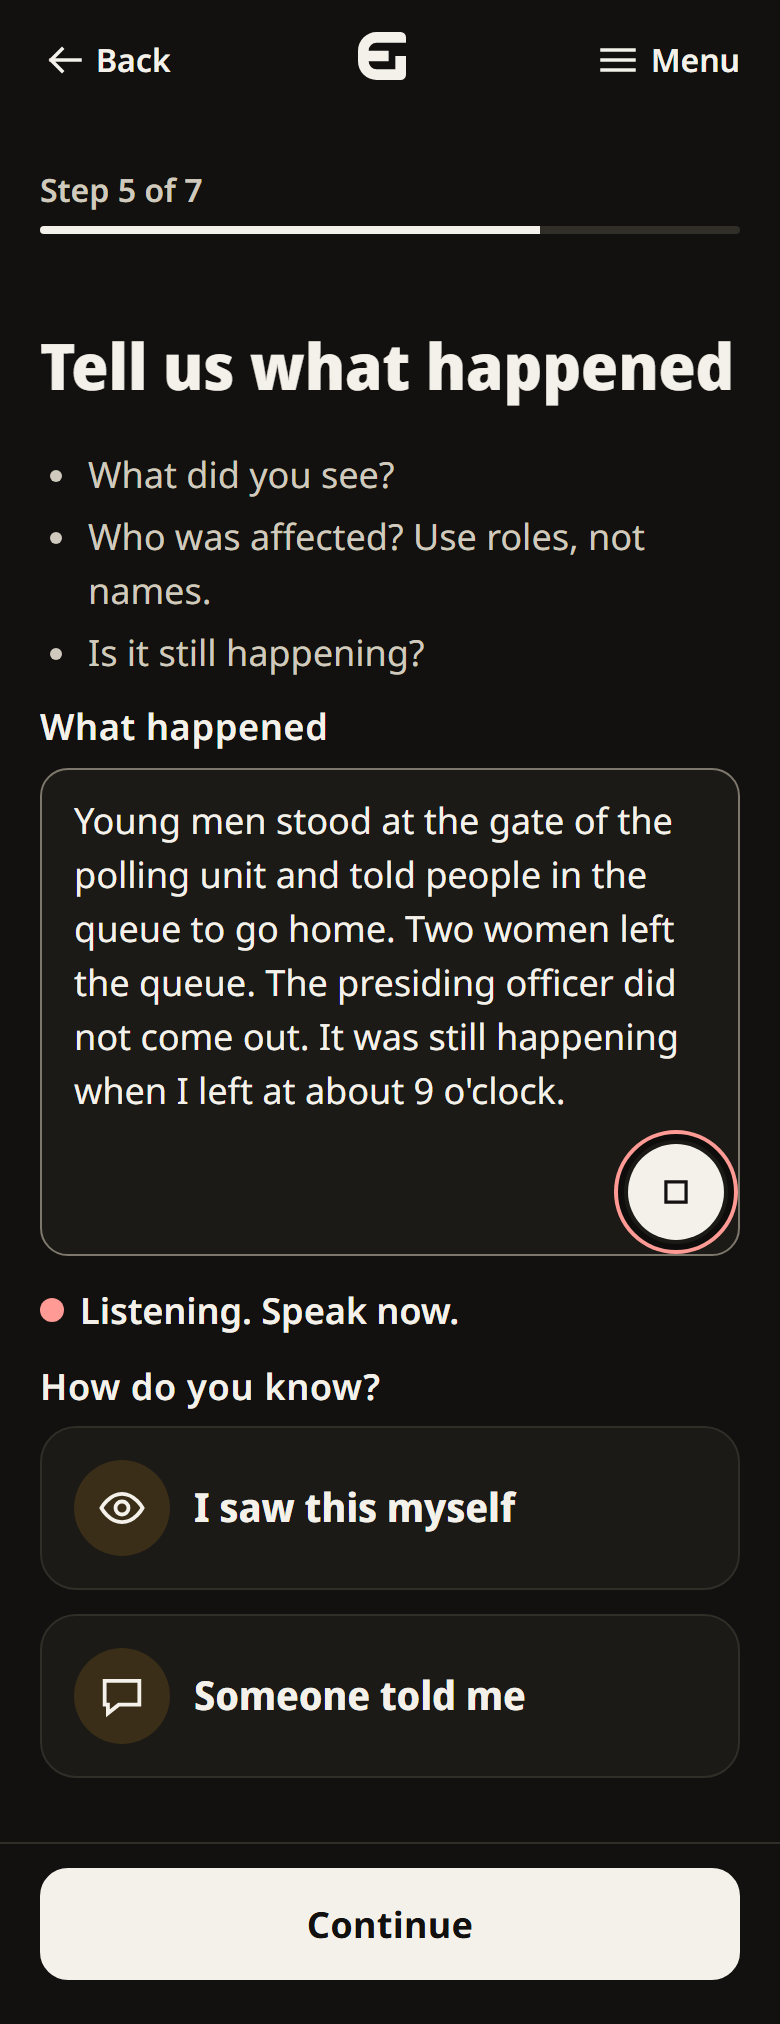 Back
Menu
Step 5 of 7
Tell us what happened
What did you see?
Who was affected? Use roles, not
names.
Is it still happening?
What happened
Young men stood at the gate of the
polling unit and told people in the
queue to go home. Two women left
the queue. The presiding officer did
not come out. It was still happening
when I left at about 9 o'clock.
Listening. Speak now.
How do you know?
I saw this myself
Someone told me
Continue